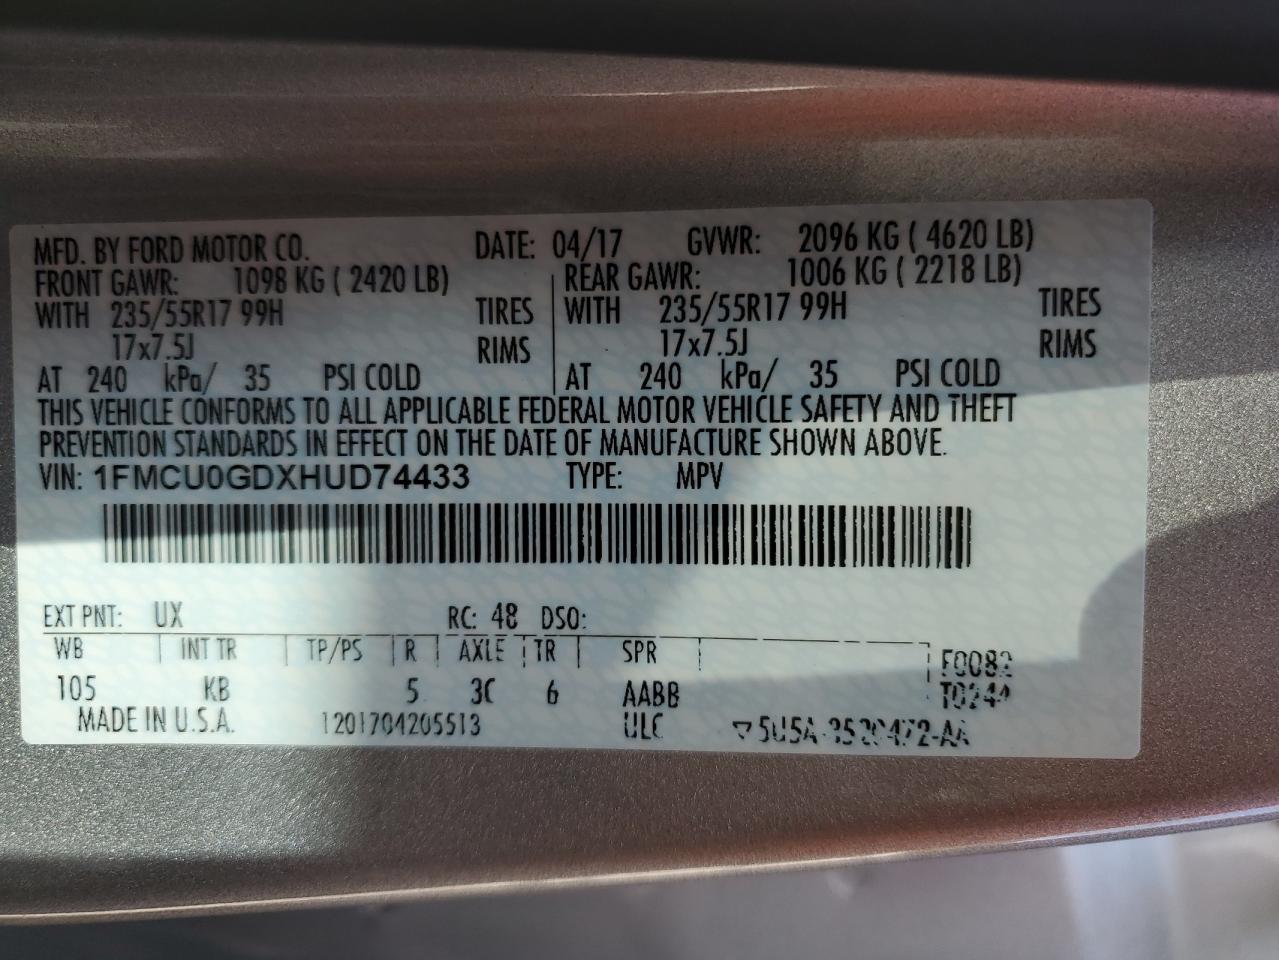 MFD. BY FORD MOTOR CO. DATE: 04/17 GVWR: 2096 KG ( 4620 LB)
FRONT GAWR: 1098 KG ( 2420 LB) REAR GAWR: 1006 KG ( 2218 LB)
WITH 235/55R17 99H TIRES WITH 235/55R17 99H TIRES
17x7.5J RIMS 17x7.5J RIMS
AT 240 kPa/ 35 PSI COLD AT 240 kPa/ 35 PSI COLD
THIS VEHICLE CONFORMS TO ALL APPLICABLE FEDERAL MOTOR VEHICLE SAFETY AND THEFT
PREVENTION STANDARDS IN EFFECT ON THE DATE OF MANUFACTURE SHOWN ABOVE.
VIN: 1FMCU0GDXHUD74433 TYPE: MPV
EXT PNT: UX RC: 48 DSO:
WB INT TR TP/PS R AXLE TR SPR
105 KB 5 3C 6 AABB
F0082
T0244
MADE IN U.S.A. 1201704205513 ULC